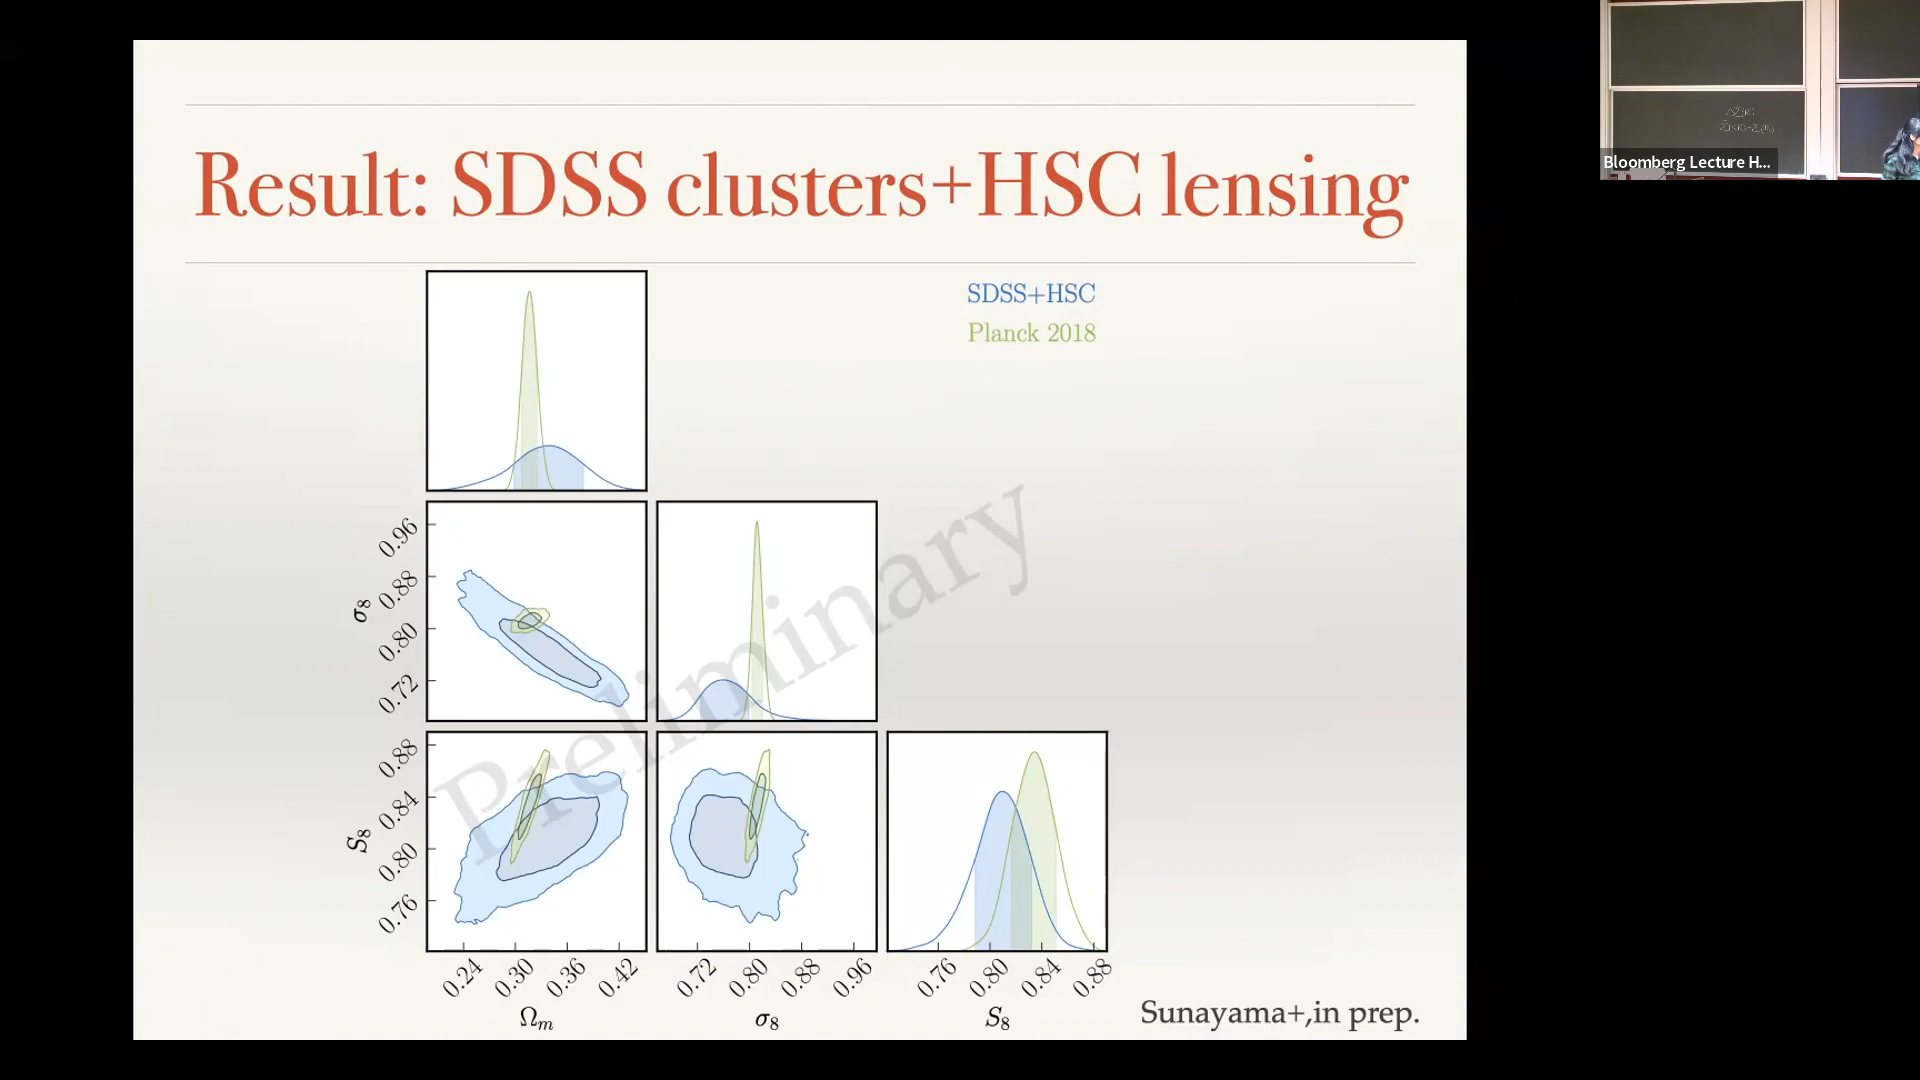 Result: SDSS clusters+HSC lensing
SDSS+HSC
Planck 2018
Preliminary
0.96
0.88
0.80
0.72
σ8
0.88
0.84
0.80
0.76
S8
0.24 0.30 0.36 0.42
0.72 0.80 0.88 0.96
0.76 0.80 0.84 0.88
Ωm
σ8
S8
Sunayama+,in prep.
Bloomberg Lecture H...